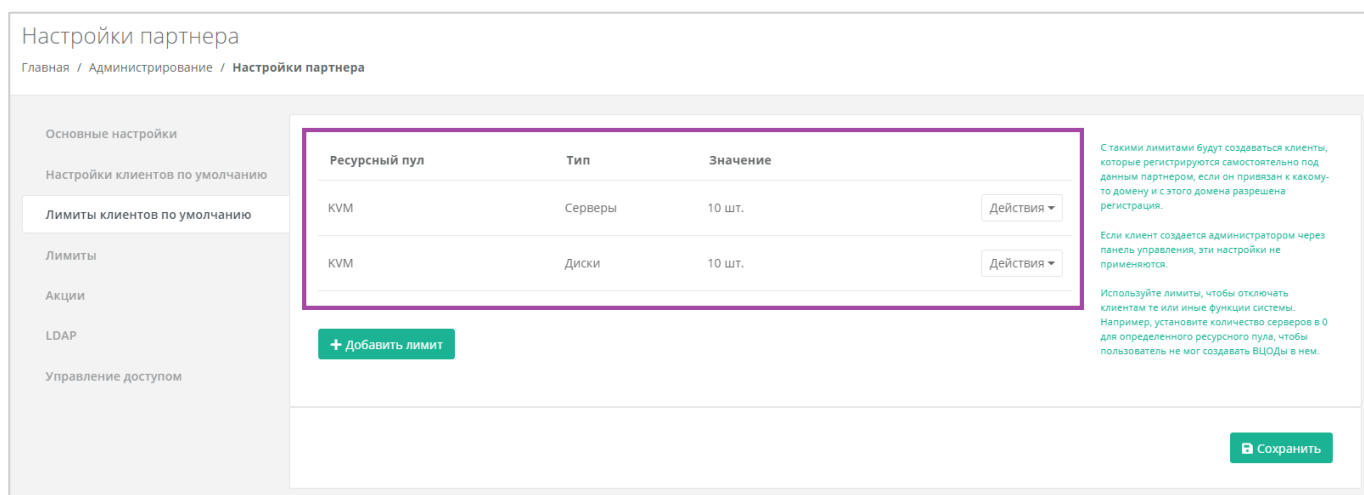 Настройки партнера
Главная / Администрирование / Настройки партнера
Основные настройки
Настройки клиентов по умолчанию
Лимиты клиентов по умолчанию
Лимиты
Акции
LDAP
Управление доступом
Ресурсный пул Тип Значение
KVM Серверы 10 шт. Действия
KVM Диски 10 шт. Действия
+ Добавить лимит
С такими лимитами будут создаваться клиенты,
которые регистрируются самостоятельно под
данным партнером, если он привязан к какому-
то домену и с этого домена разрешена
регистрация.
Если клиент создается администратором через
панель управления, эти настройки не
применяются.
Используйте лимиты, чтобы отключать
клиентам те или иные функции системы.
Например, установите количество серверов в 0
для определенного ресурсного пула, чтобы
пользователь не мог создавать ВЦОДы в нем.
Сохранить